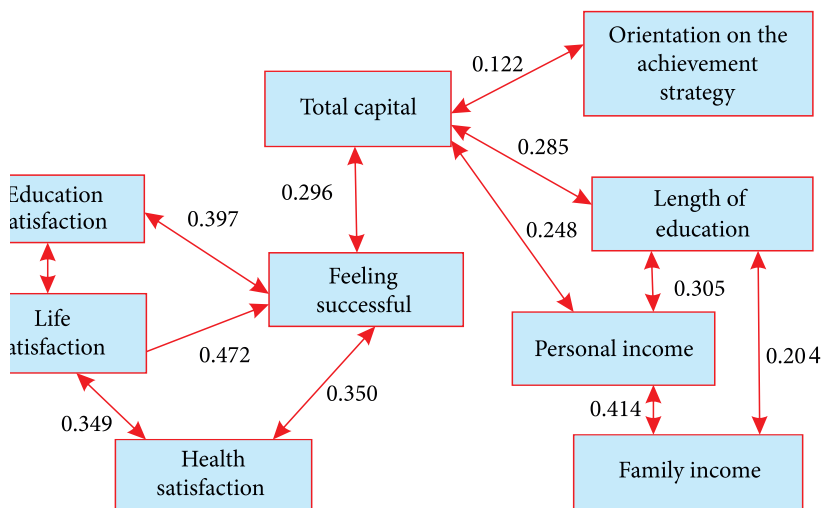 Orientation on the
achievement
strategy
0.122
Total capital
0.285
0.296
Length of
education
Education
atisfaction
0.397
0.248
Feeling
successful
0.305
Life
atisfaction
0.472
Personal income
0.204
0.350
0.349
0.414
Health
satisfaction
Family income